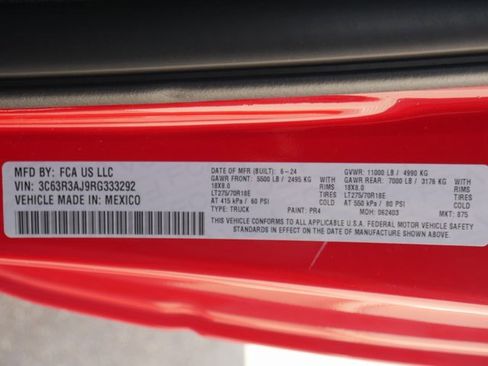 MFD BY: FCA US LLC
VIN: 3C63R3AJ9RG333292
VEHICLE MADE IN: MEXICO
DATE OF MFR (BUILT): 6-24
GAWR FRONT: 5500 LB / 2495 KG
18X8.0 RIMS
LT275/70R18E TIRES
AT 415 kPa / 60 PSI COLD
TYPE: TRUCK PAINT: PR4
GVWR: 11000 LB / 4990 KG
GAWR REAR: 7000 LB / 3176 KG
18X8.0 RIMS
LT275/70R18E TIRES
AT 550 kPa / 80 PSI COLD
MDH: 062403 MKT: 875
THIS VEHICLE CONFORMS TO ALL APPLICABLE U.S.A. FEDERAL MOTOR VEHICLE SAFETY
STANDARDS IN EFFECT ON THE DATE OF MANUFACTURE SHOWN ABOVE.